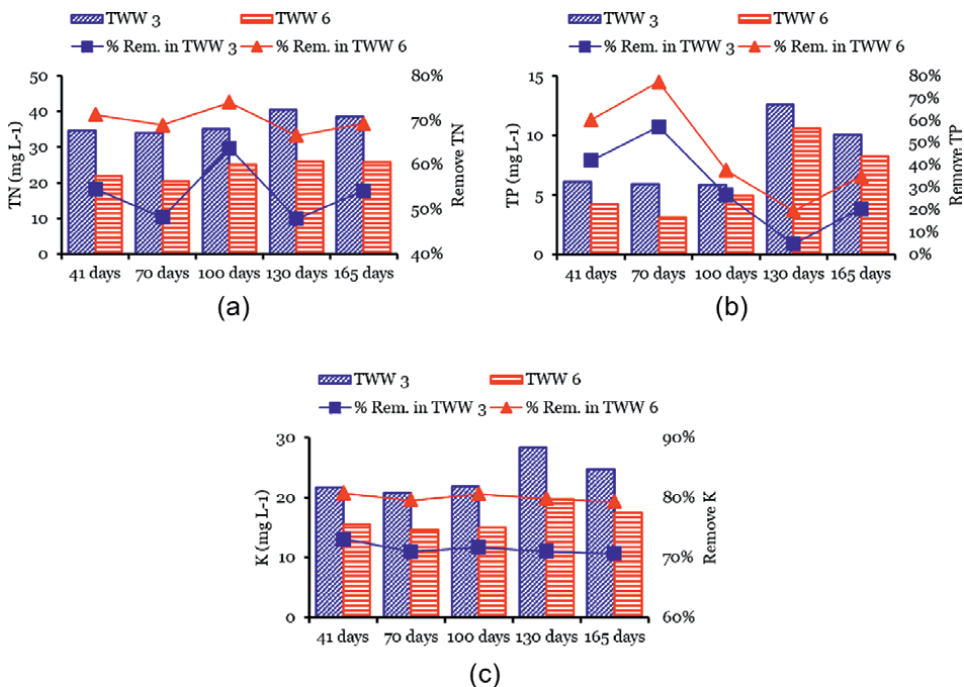 TWW 3 TWW 6
% Rem. in TWW 3 % Rem. in TWW 6
50 80%
40 70%
30 60%
20 50%
10
0 40%
TN (mg L-1)
Remove TN
41 days 70 days 100 days 130 days 165 days
(a)
TWW 3 TWW 6
% Rem. in TWW 3 % Rem. in TWW 6
15 80%
70%
10 60%
50%
40%
5 30%
20%
10%
0 0%
TP (mg L-1)
Remove TP
41 days 70 days 100 days 130 days 165 days
(b)
TWW 3 TWW 6
% Rem. in TWW 3 % Rem. in TWW 6
30 90%
20 80%
10 70%
0 60%
K (mg L-1)
Remove K
41 days 70 days 100 days 130 days 165 days
(c)